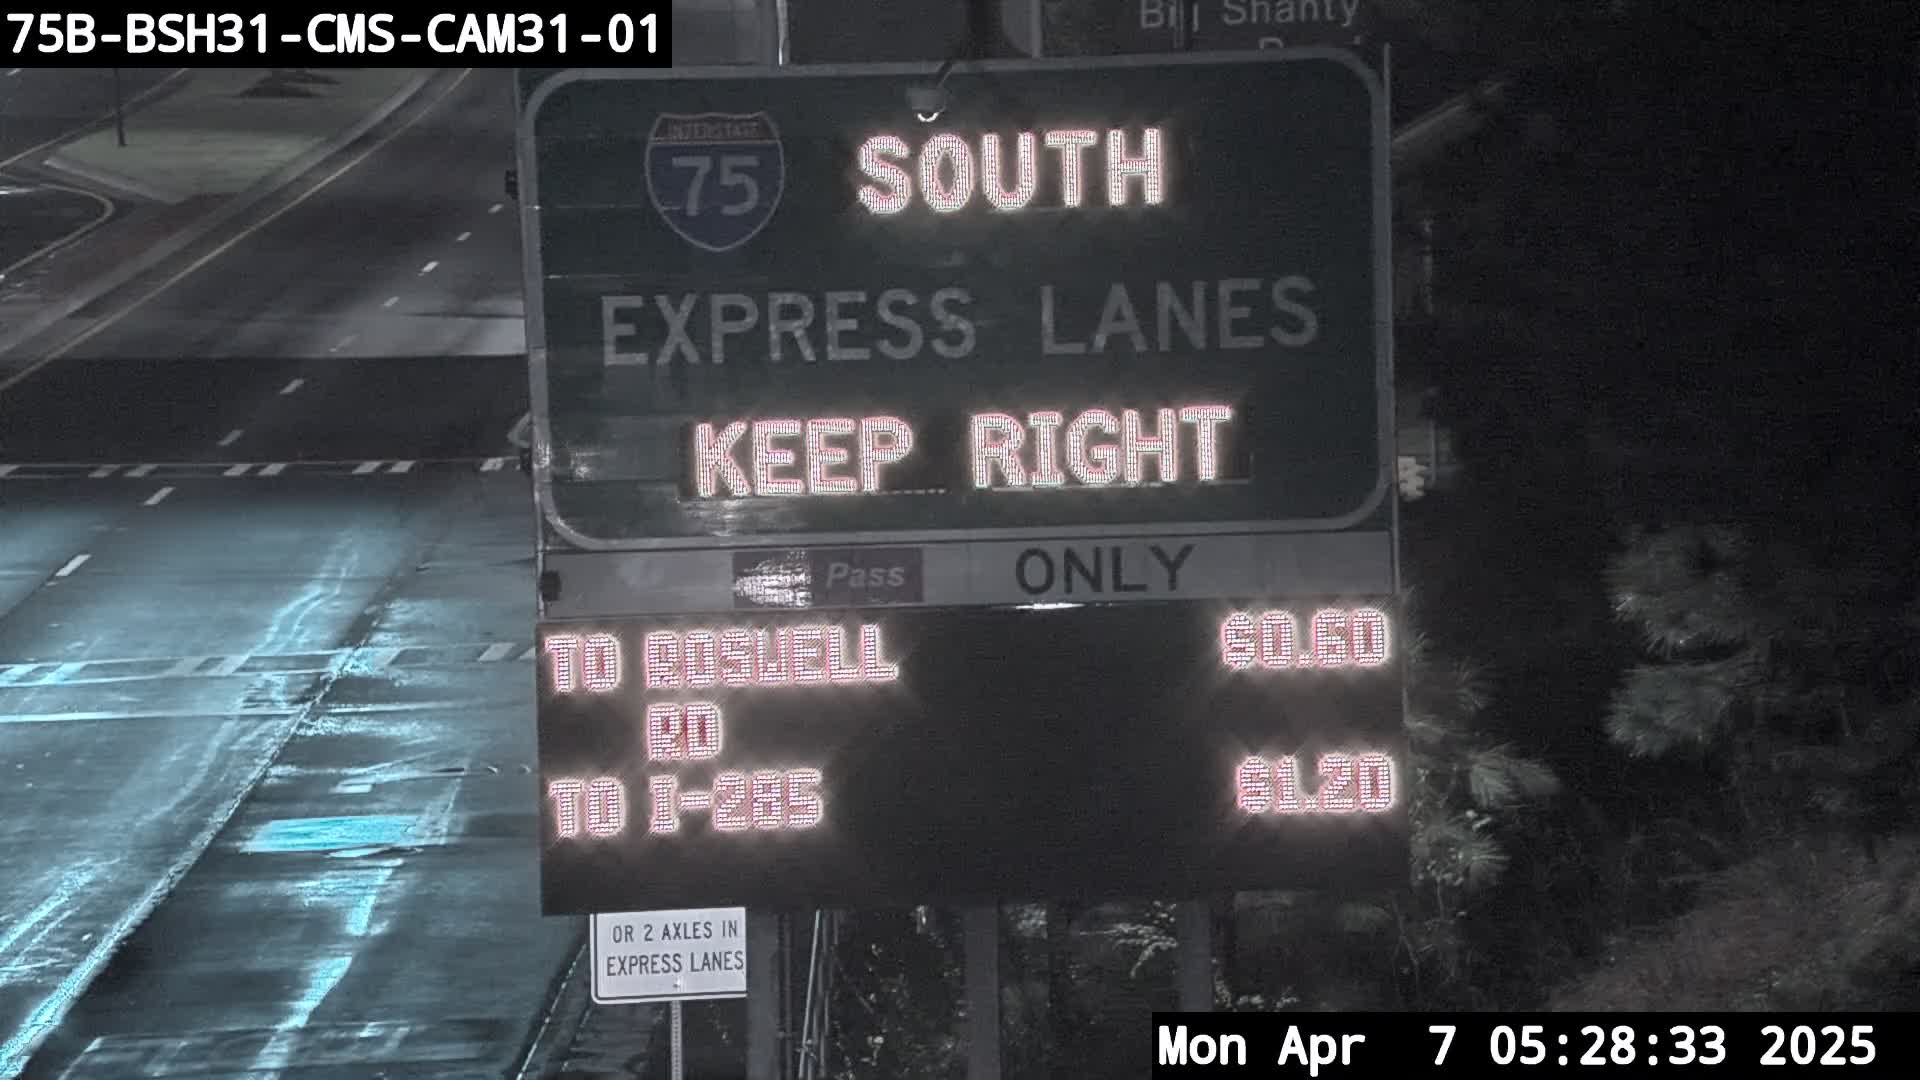 75B-BSH31-CMS-CAM31-01
Shanty
INTERSTATE
75
SOUTH
EXPRESS LANES
KEEP RIGHT
Pass ONLY
TO ROSWELL $0.60
RD
TO I-285 $1.20
OR 2 AXLES IN
EXPRESS LANES
Mon Apr 7 05:28:33 2025